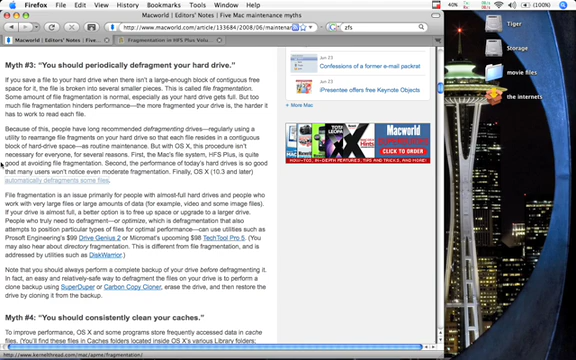 Firefox File Edit View History Bookmarks Tools Window Help
40% (100%)
Macworld | Editors' Notes | Five Mac maintenance myths
http://www.macworld.com/article/133684/2008/06/maintenan
zfs
Macworld | Editors' Notes | Five ...
Fragmentation in HFS Plus Volu...
Myth #3: "You should periodically defragment your hard drive."
If you save a file to your hard drive when there isn't a large-enough block of contiguous free
space for it, the file is broken into several smaller pieces. This is called file fragmentation.
Some amount of file fragmentation is normal, especially as your hard drive gets full. But too
much file fragmentation hinders performance—the more fragmented your drive is, the harder it
has to work to read each file.
Because of this, people have long recommended defragmenting drives—regularly using a
utility to rearrange file fragments on your hard drive so that each file resides in a contiguous
block of hard-drive space—as routine maintenance. But with OS X, this procedure isn't
necessary for everyone, for several reasons. First, the Mac's file system, HFS Plus, is quite
good at avoiding file fragmentation. Second, the performance of today's hard drives is so good
that many users won't notice even moderate fragmentation. Finally, OS X (10.3 and later)
automatically defragments some files.
File fragmentation is an issue primarily for people with almost-full hard drives and people who
work with very large files or large amounts of data (for example, video and some image files).
If your drive is almost full, a better option is to free up space or upgrade to a larger drive.
People who truly need to defragment—or optimize, which is defragmentation that also
attempts to position particular types of files for optimal performance—can use utilities such as
Prosoft Engineering's $99 Drive Genius 2 or Micromat's upcoming $98 TechTool Pro 5. (You
may also hear about directory fragmentation. This is different from file fragmentation, and is
addressed by utilities such as DiskWarrior.)
Note that you should always perform a complete backup of your drive before defragmenting it.
In fact, an easy and relatively-safe way to defragment the files on your drive is to perform a
clone backup using SuperDuper or Carbon Copy Cloner, erase the drive, and then restore the
drive by cloning it from the backup.
Myth #4: "You should consistently clean your caches."
To improve performance, OS X and some programs store frequently accessed data in cache
files. (You'll find these files in Caches folders located inside OS X's various Library folders;
http://www.kernelthread.com/apme/fragmentation/
Jun 23
Confessions of a former e-mail packrat
Jun 23
iPresentee offers free Keynote Objects
» More Mac
TOTAL
LEOPARD
Macworld
SUPERGUIDES
HOT TIPS, IN-DEPTH FEATURES, TIPS AND TRICKS, AND MORE!
Tiger
Storage
movie files
the internets